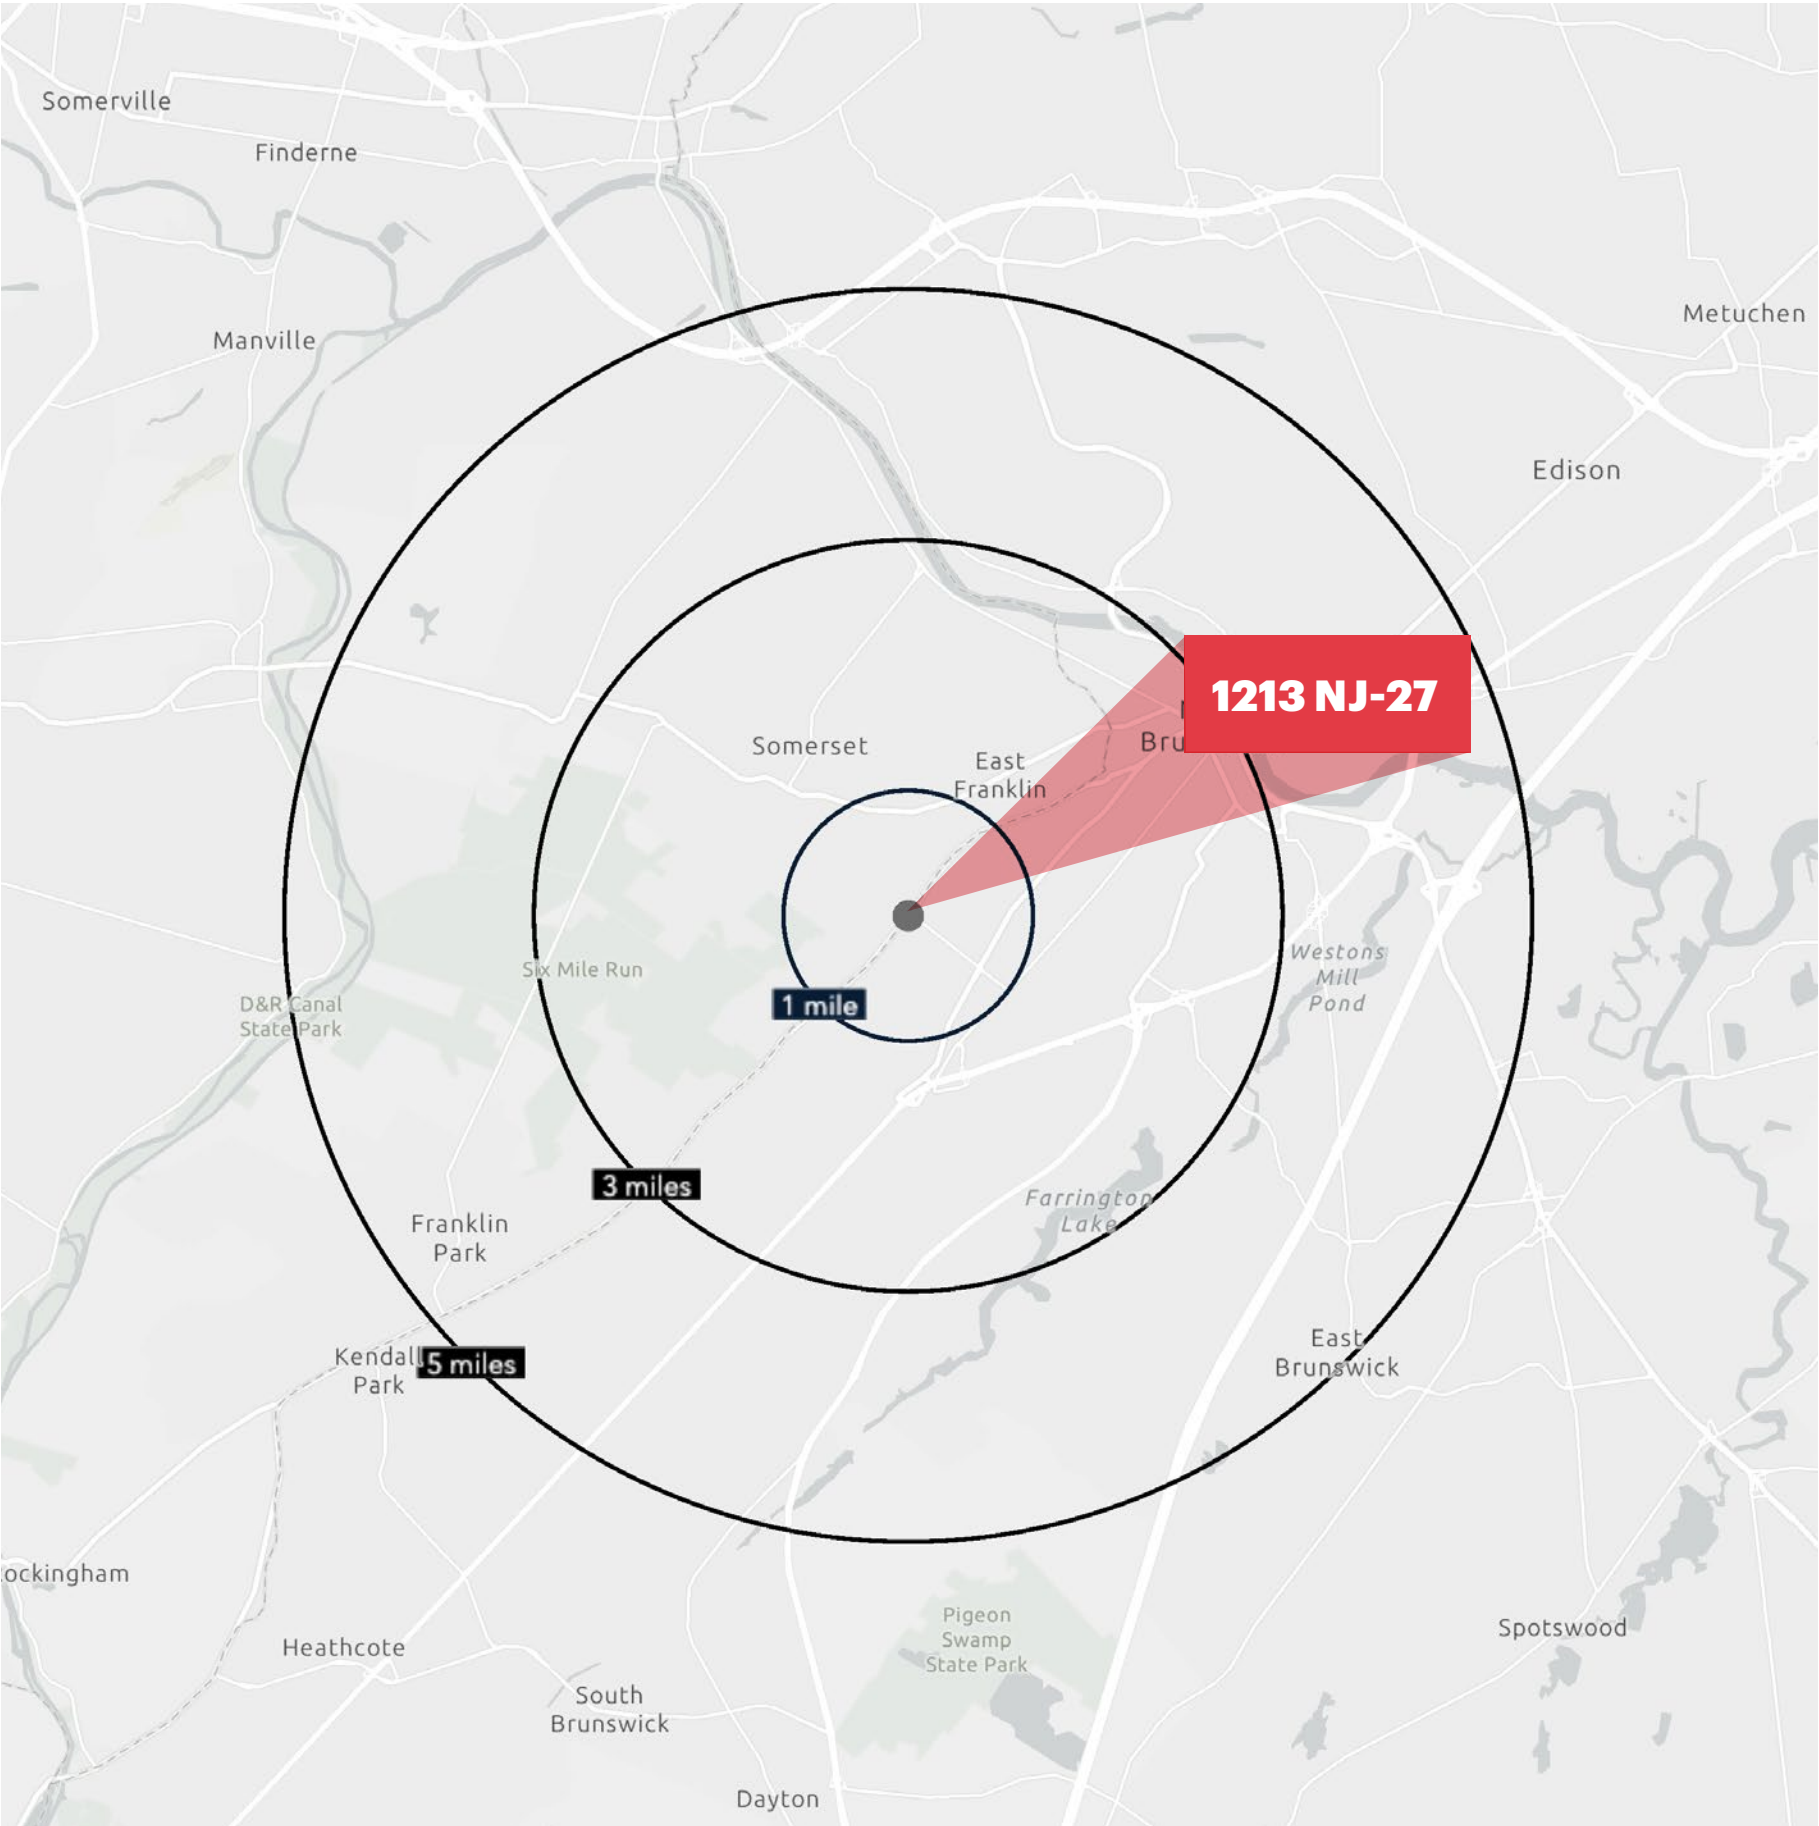 Somerville
Finderne
Metuchen
Manville
Edison
1213 NJ-27
Bru
Somerset
East
Franklin
Westons
Mill
Pond
Six Mile Run
D&R Canal
State Park
1 mile
3 miles
Farrington
Lake
Franklin
Park
East
Brunswick
Kendall
Park
5 miles
ockingham
Pigeon
Swamp
State Park
Spotswood
Heathcote
South
Brunswick
Dayton